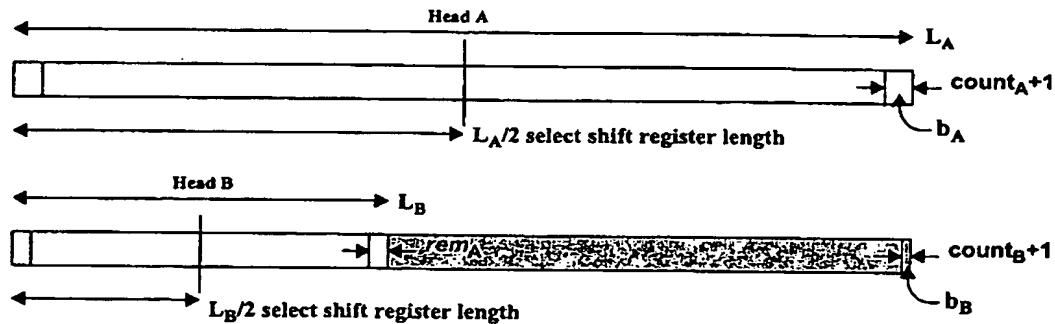 Head A
L_A
count_A+1
b_A
L_A/2 select shift register length
Head B
L_B
rem_A
count_B+1
b_B
L_B/2 select shift register length